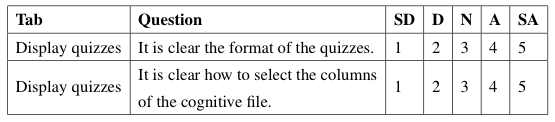 Tab Question SD D N A SA
Display quizzes It is clear the format of the quizzes. 1 2 3 4 5
Display quizzes It is clear how to select the columns 1 2 3 4 5
of the cognitive file.